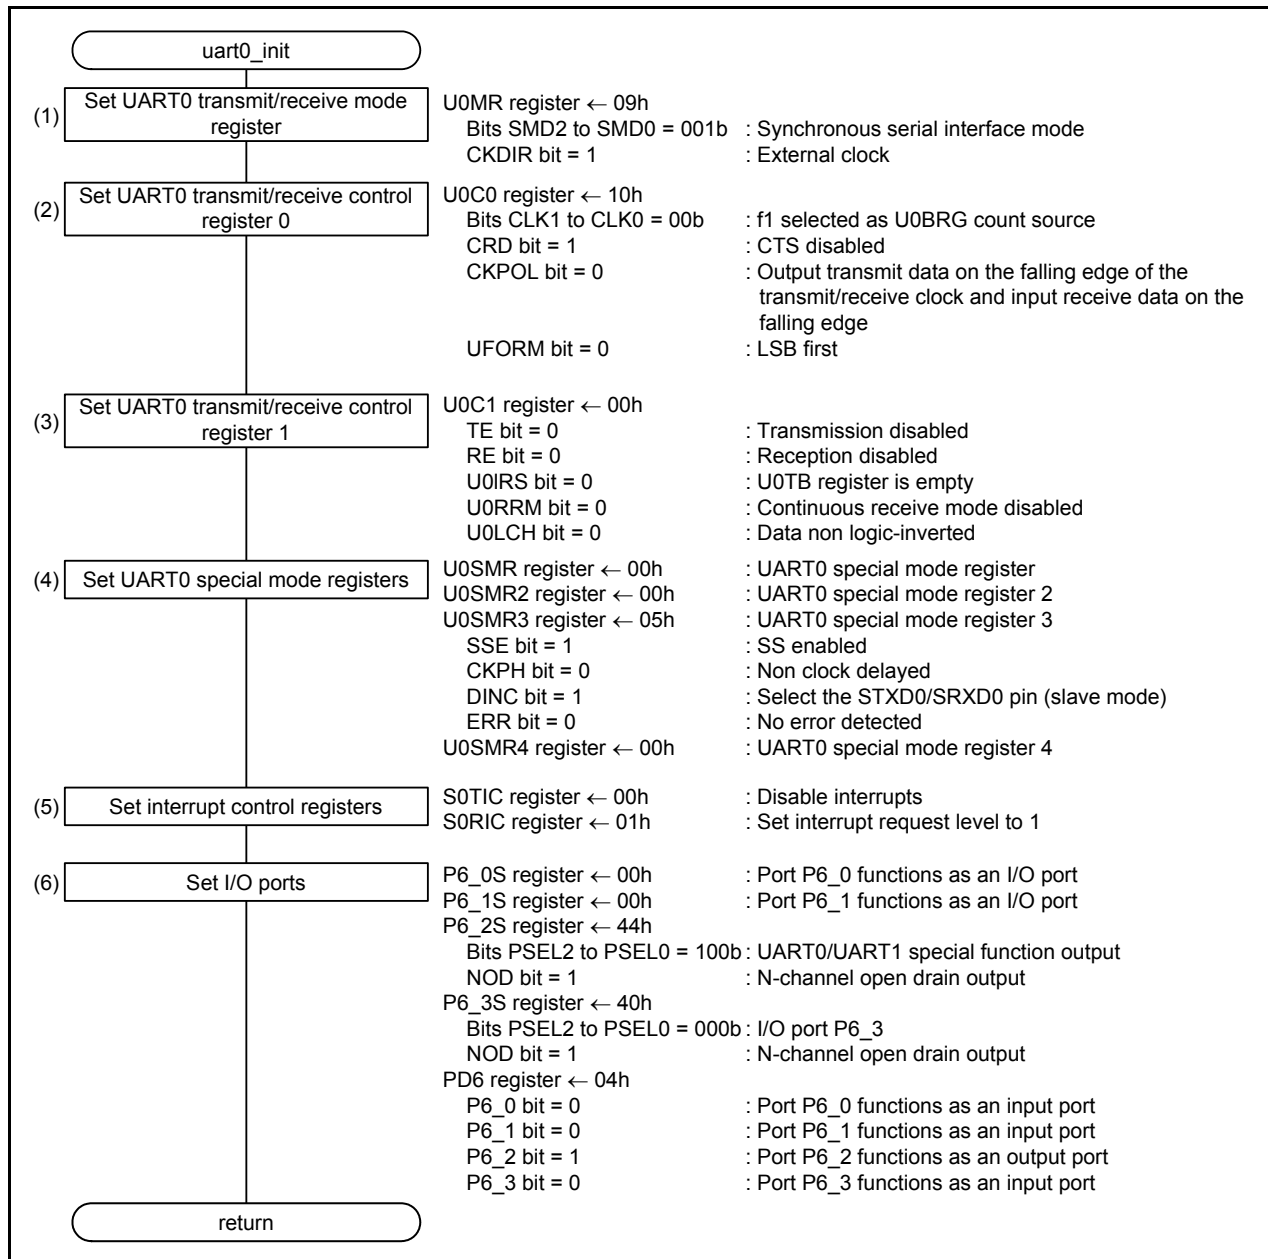 uart0_init
(1) Set UART0 transmit/receive mode
register
U0MR register ← 09h
Bits SMD2 to SMD0 = 001b : Synchronous serial interface mode
CKDIR bit = 1 : External clock
(2) Set UART0 transmit/receive control
register 0
U0C0 register ← 10h
Bits CLK1 to CLK0 = 00b : f1 selected as U0BRG count source
CRD bit = 1 : CTS disabled
CKPOL bit = 0 : Output transmit data on the falling edge of the
transmit/receive clock and input receive data on the
falling edge
UFORM bit = 0 : LSB first
(3) Set UART0 transmit/receive control
register 1
U0C1 register ← 00h
TE bit = 0 : Transmission disabled
RE bit = 0 : Reception disabled
U0IRS bit = 0 : U0TB register is empty
U0RRM bit = 0 : Continuous receive mode disabled
U0LCH bit = 0 : Data non logic-inverted
(4) Set UART0 special mode registers
U0SMR register ← 00h : UART0 special mode register
U0SMR2 register ← 00h : UART0 special mode register 2
U0SMR3 register ← 05h : UART0 special mode register 3
SSE bit = 1 : SS enabled
CKPH bit = 0 : Non clock delayed
DINC bit = 1 : Select the STXD0/SRXD0 pin (slave mode)
ERR bit = 0 : No error detected
U0SMR4 register ← 00h : UART0 special mode register 4
(5) Set interrupt control registers
S0TIC register ← 00h : Disable interrupts
S0RIC register ← 01h : Set interrupt request level to 1
(6) Set I/O ports
P6_0S register ← 00h : Port P6_0 functions as an I/O port
P6_1S register ← 00h : Port P6_1 functions as an I/O port
P6_2S register ← 44h
Bits PSEL2 to PSEL0 = 100b : UART0/UART1 special function output
NOD bit = 1 : N-channel open drain output
P6_3S register ← 40h
Bits PSEL2 to PSEL0 = 000b : I/O port P6_3
NOD bit = 1 : N-channel open drain output
PD6 register ← 04h
P6_0 bit = 0 : Port P6_0 functions as an input port
P6_1 bit = 0 : Port P6_1 functions as an input port
P6_2 bit = 1 : Port P6_2 functions as an output port
P6_3 bit = 0 : Port P6_3 functions as an input port
return